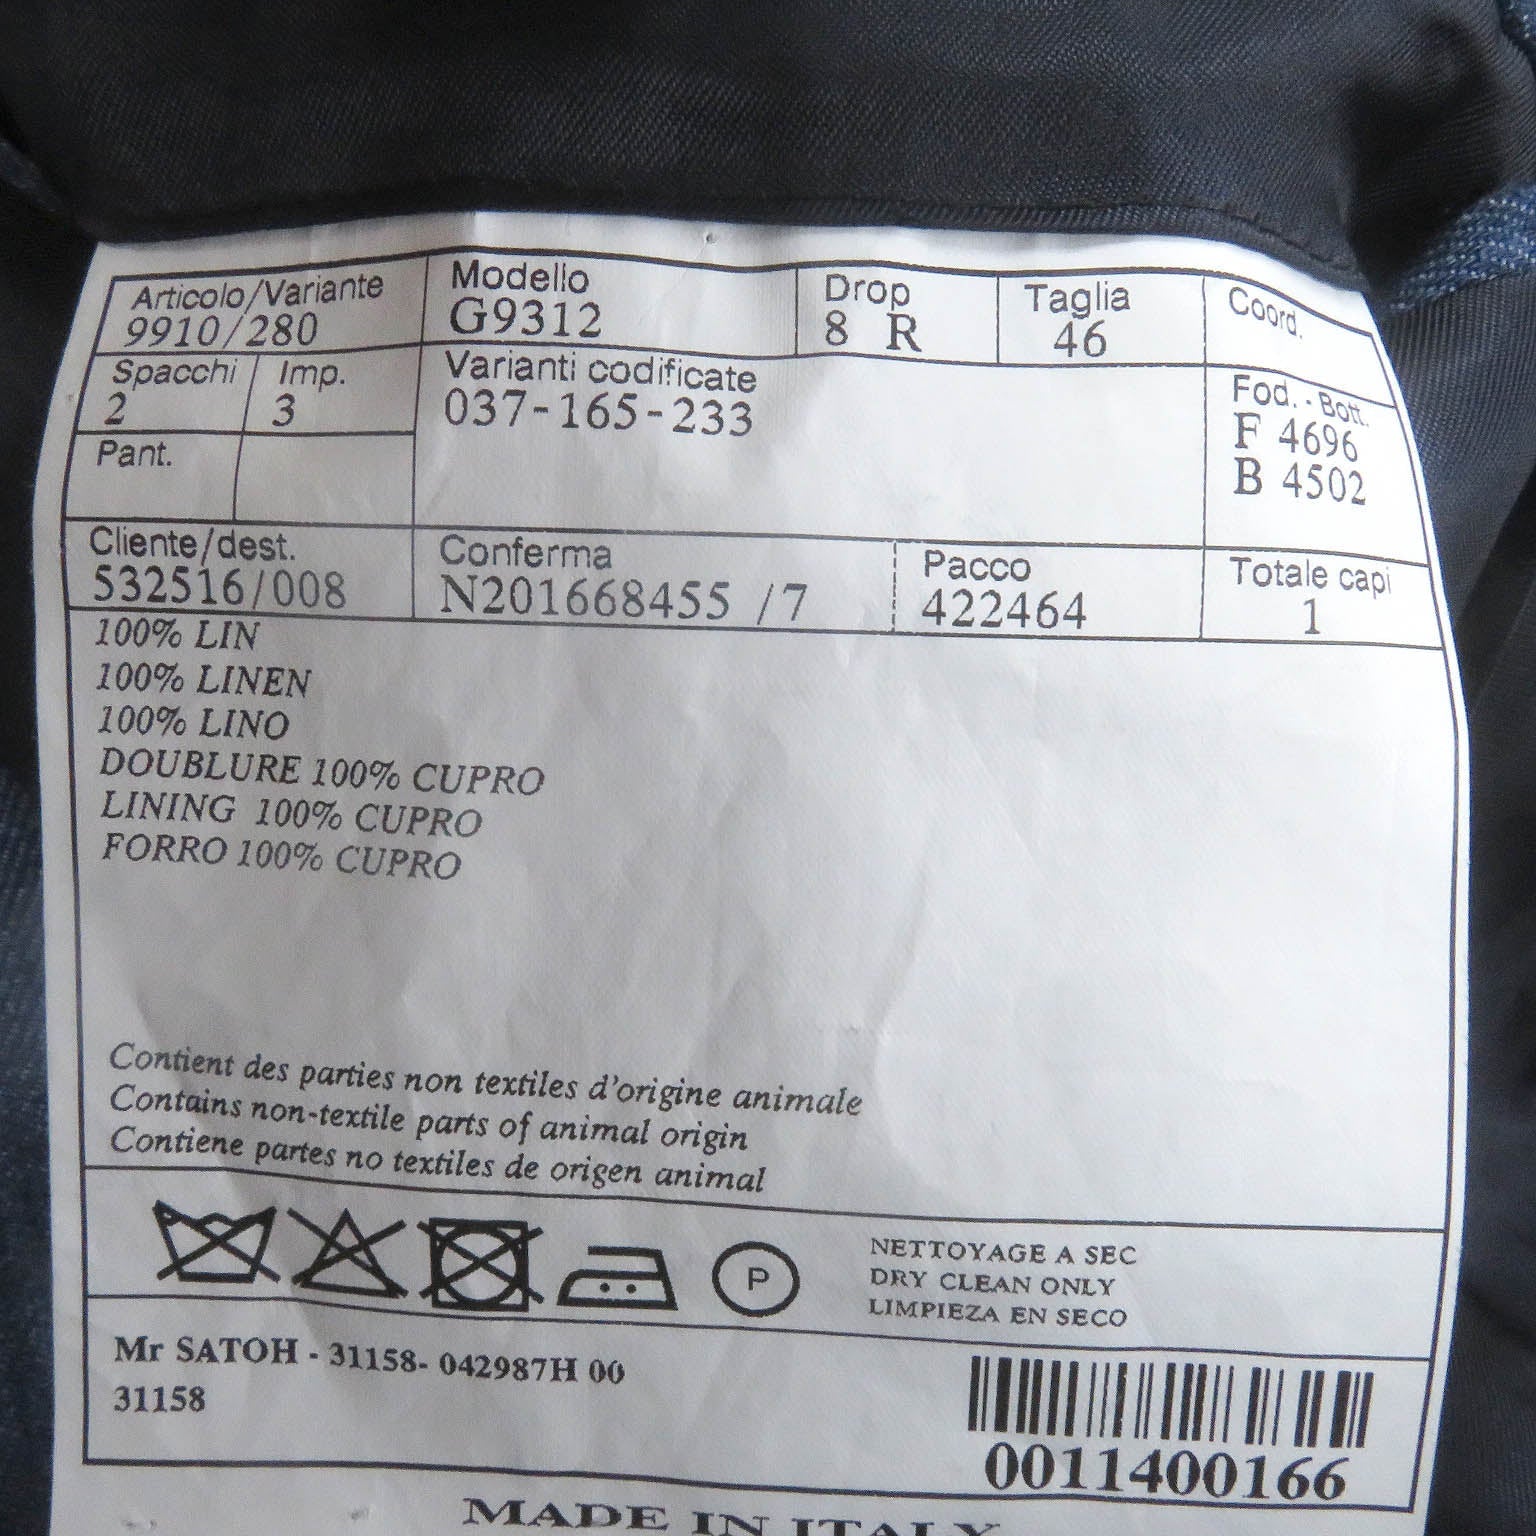 Articolo/Variante Modello Drop Taglia Coord.
9910/280 G9312 8 R 46
Spacchi Imp. Varianti codificate Fod. - Bott.
2 3 037-165-233 F 4696
Pant. B 4502
Cliente/dest. Conferma Pacco Totale capi
532516/008 N201668455 /7 422464 1
100% LIN
100% LINEN
100% LINO
DOUBLURE 100% CUPRO
LINING 100% CUPRO
FORRO 100% CUPRO
Contient des parties non textiles d'origine animale
Contains non-textile parts of animal origin
Contiene partes no textiles de origen animal
P
NETTOYAGE A SEC
DRY CLEAN ONLY
LIMPIEZA EN SECO
Mr SATOH - 31158- 042987H 00
31158
0011400166
MADE IN ITALY